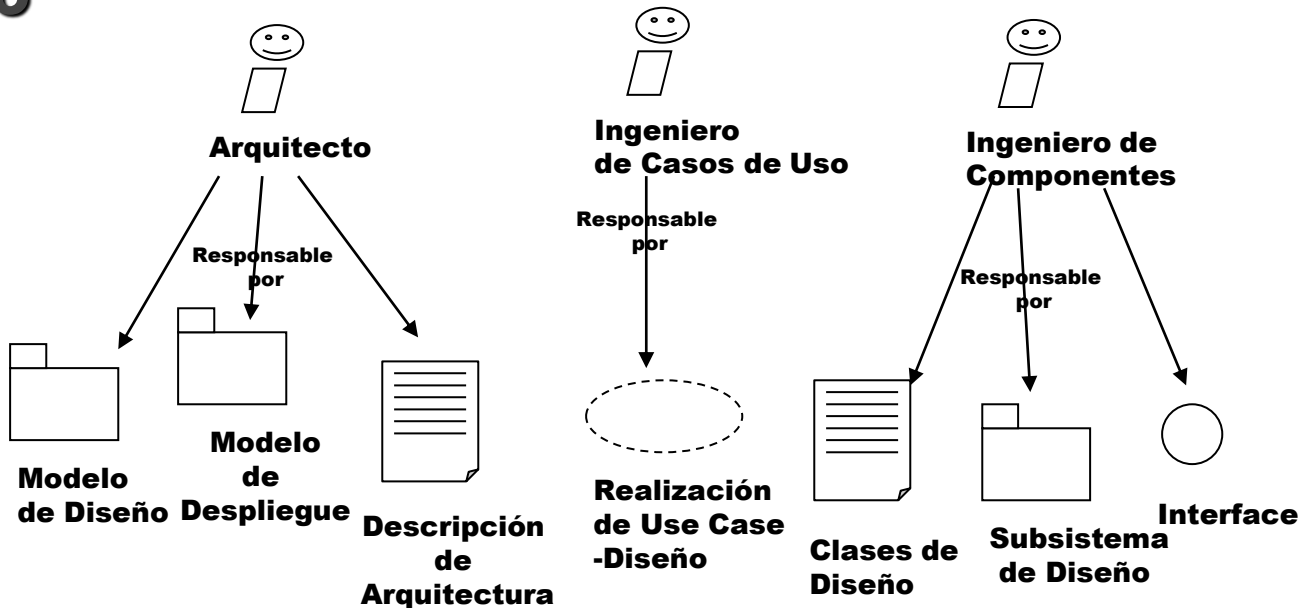 Arquitecto
Responsable
por
Modelo
de Diseño
Modelo
de
Despliegue
Descripción
de
Arquitectura
Ingeniero
de Casos de Uso
Responsable
por
Realización
de Use Case
-Diseño
Ingeniero de
Componentes
Responsable
por
Clases de
Diseño
Subsistema
de Diseño
Interface